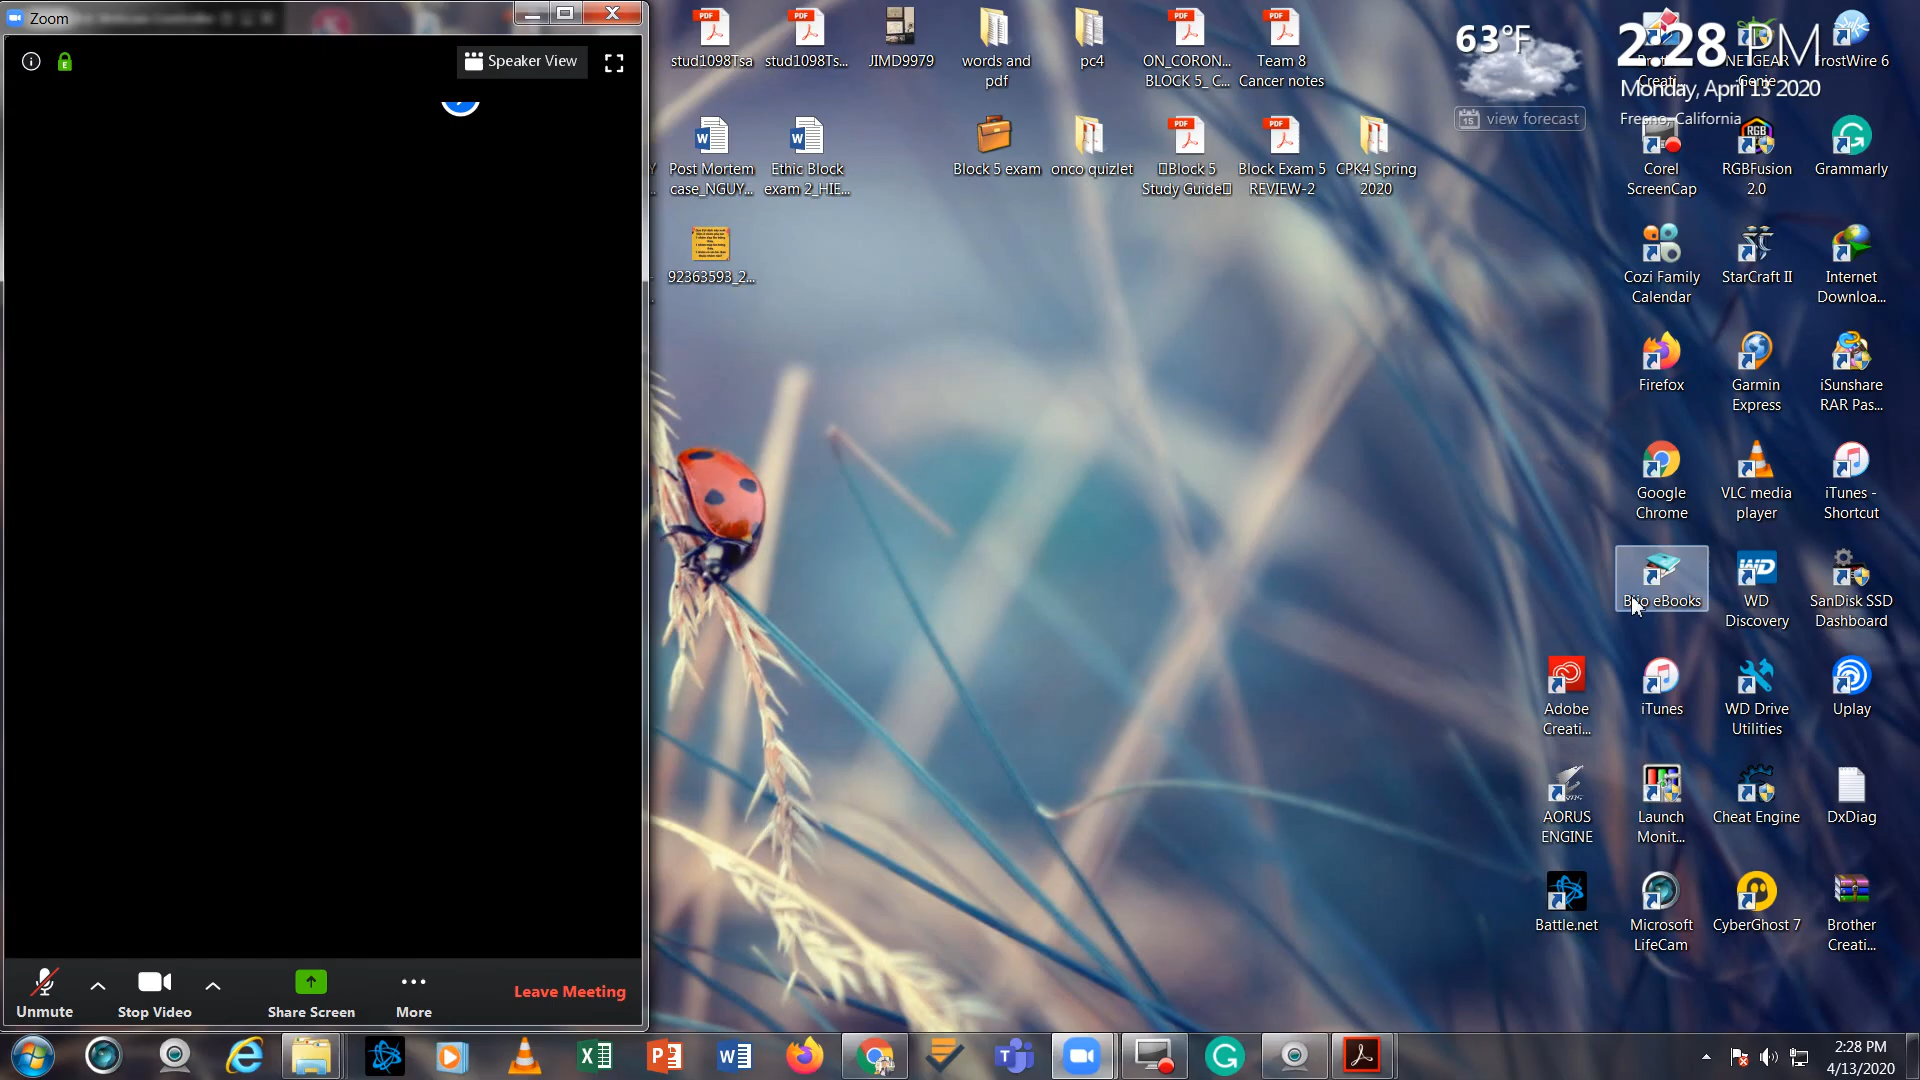 Zoom
Speaker View
Unmute
Stop Video
Share Screen
More
Leave Meeting
stud1098Tsa
stud1098Ts...
JIMD9979
words and
pdf
pc4
ON_CORON...
BLOCK 5_ C...
Team 8
Cancer notes
Post Mortem
case_NGUY...
Ethic Block
exam 2_HIE...
Block 5 exam
onco quizlet
Block 5
Study Guide
Block Exam 5
REVIEW-2
CPK4 Spring
2020
92363593_2...
63°F
view forecast
2:28 PM
Monday, April 13 2020
Fresno, California
Creati...
NETGEAR
Genie
FrostWire 6
Corel
ScreenCap
RGBFusion
2.0
Grammarly
Cozi Family
Calendar
StarCraft II
Internet
Downloa...
Firefox
Garmin
Express
iSunshare
RAR Pas...
Google
Chrome
VLC media
player
iTunes -
Shortcut
eBooks
WD
Discovery
SanDisk SSD
Dashboard
Adobe
Creati...
iTunes
WD Drive
Utilities
Uplay
AORUS
ENGINE
Launch
Monit...
Cheat Engine
DxDiag
Battle.net
Microsoft
LifeCam
CyberGhost 7
Brother
Creati...
2:28 PM
4/13/2020